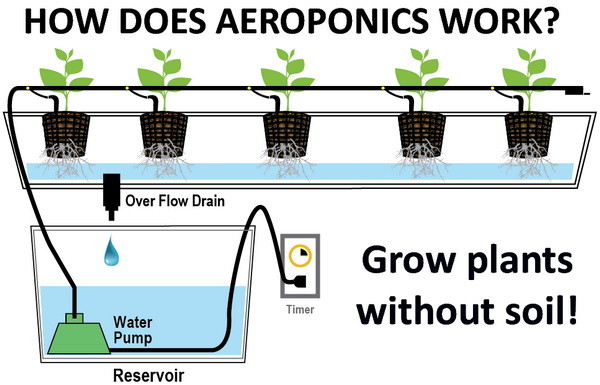 HOW DOES AEROPONICS WORK?
Over Flow Drain
Timer
Water
Pump
Reservoir
Grow plants
without soil!